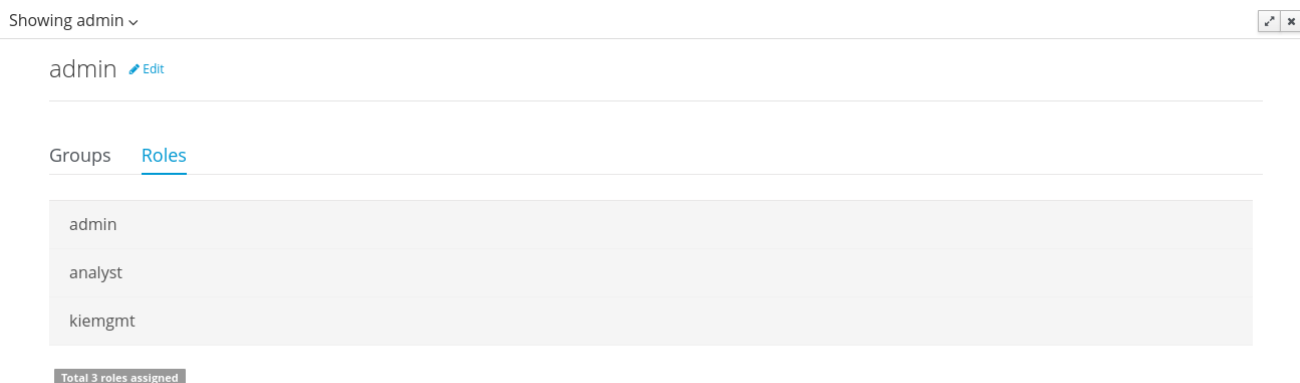 Showing admin
admin Edit
Groups Roles
admin
analyst
kiemgmt
Total 3 roles assigned